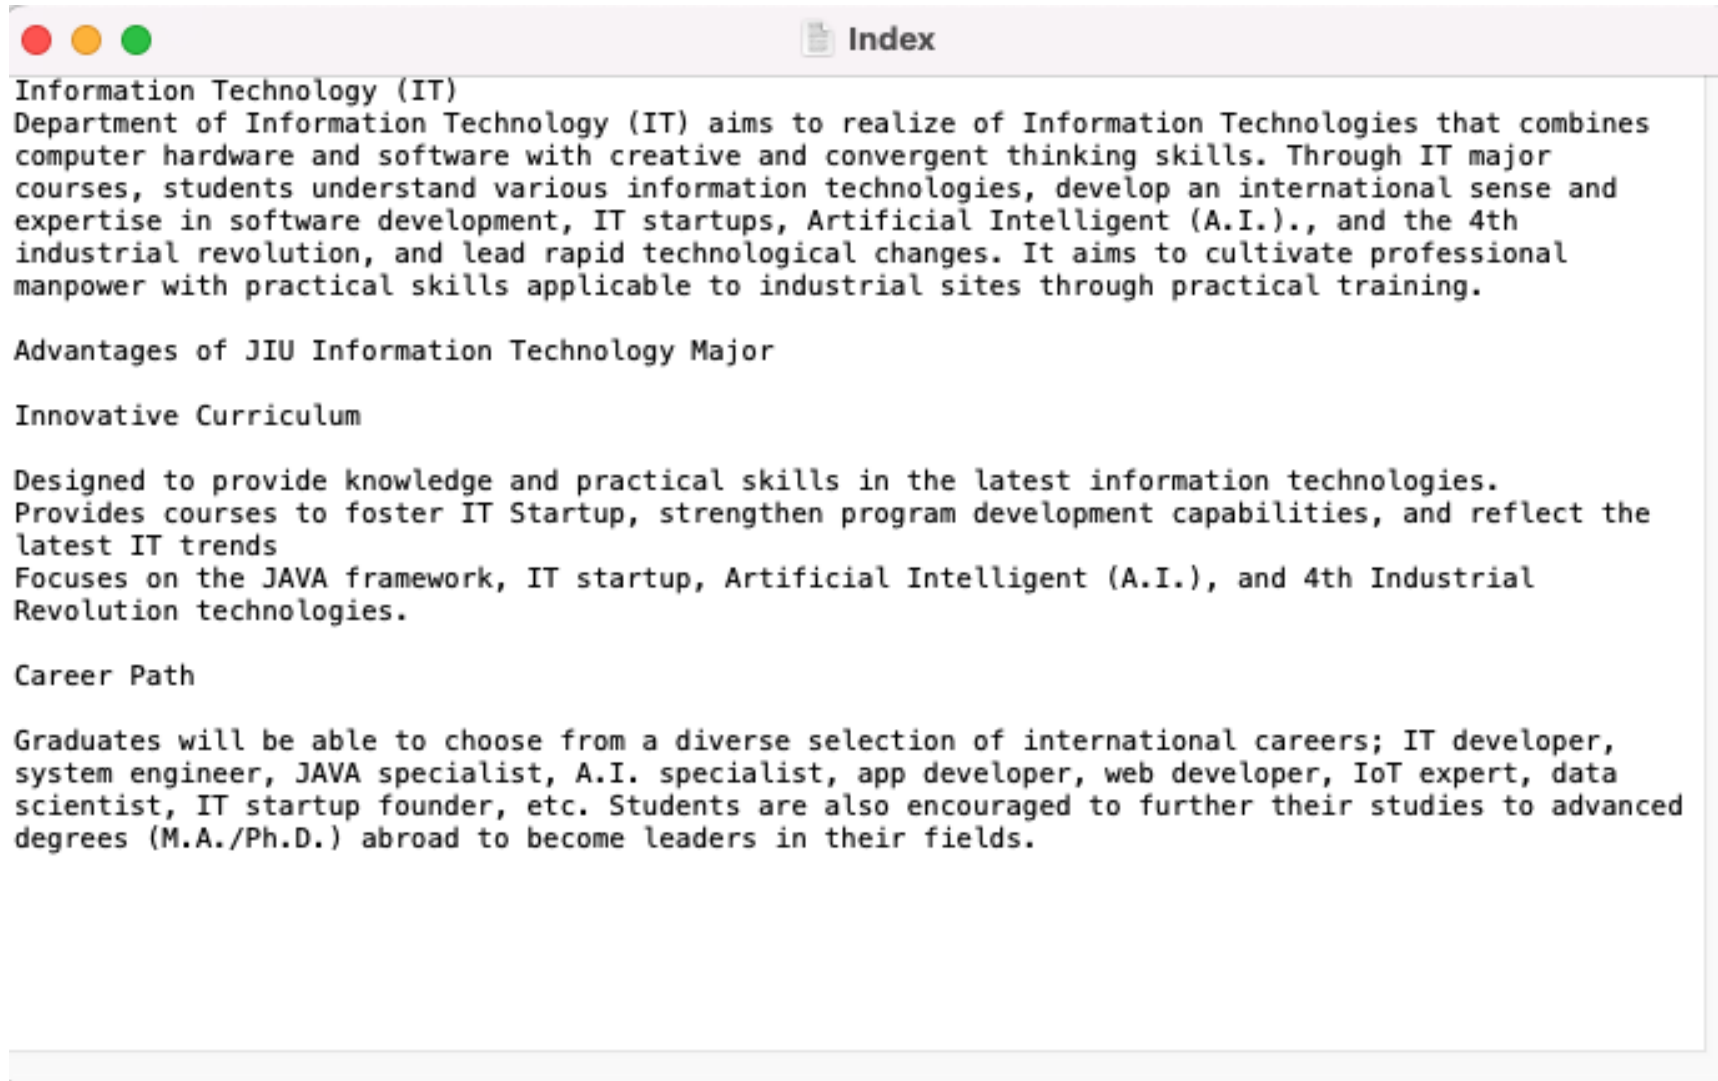 Index
Information Technology (IT)
Department of Information Technology (IT) aims to realize of Information Technologies that combines
computer hardware and software with creative and convergent thinking skills. Through IT major
courses, students understand various information technologies, develop an international sense and
expertise in software development, IT startups, Artificial Intelligent (A.I.)., and the 4th
industrial revolution, and lead rapid technological changes. It aims to cultivate professional
manpower with practical skills applicable to industrial sites through practical training.
Advantages of JIU Information Technology Major
Innovative Curriculum
Designed to provide knowledge and practical skills in the latest information technologies.
Provides courses to foster IT Startup, strengthen program development capabilities, and reflect the
latest IT trends
Focuses on the JAVA framework, IT startup, Artificial Intelligent (A.I.), and 4th Industrial
Revolution technologies.
Career Path
Graduates will be able to choose from a diverse selection of international careers; IT developer,
system engineer, JAVA specialist, A.I. specialist, app developer, web developer, IoT expert, data
scientist, IT startup founder, etc. Students are also encouraged to further their studies to advanced
degrees (M.A./Ph.D.) abroad to become leaders in their fields.